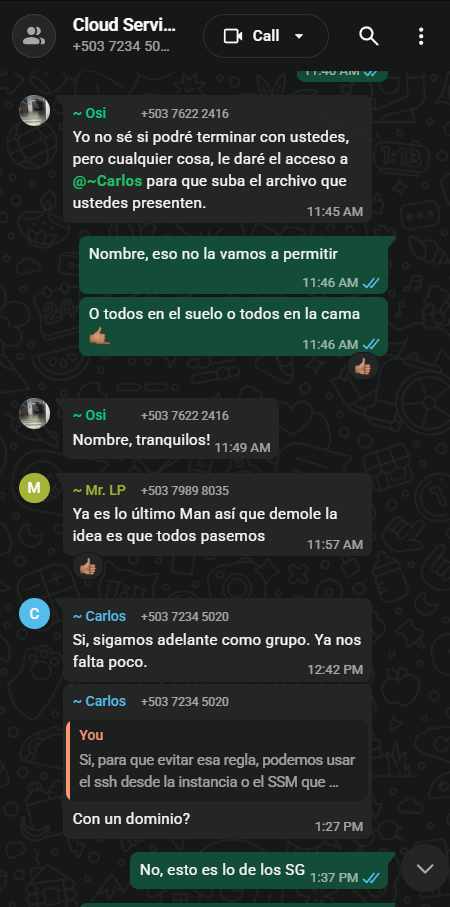 Cloud Servi...
+503 7234 50...
Call
11:46 AM
~ Osi +503 7622 2416
Yo no sé si podré terminar con ustedes,
pero cualquier cosa, le daré el acceso a
@~Carlos para que suba el archivo que
ustedes presenten.
11:45 AM
Nombre, eso no la vamos a permitir
11:46 AM
O todos en el suelo o todos en la cama
11:46 AM
~ Osi +503 7622 2416
Nombre, tranquilos! 11:49 AM
M
~ Mr. LP +503 7989 8035
Ya es lo último Man así que demole la
idea es que todos pasemos
11:57 AM
C
~ Carlos +503 7234 5020
Si, sigamos adelante como grupo. Ya nos
falta poco.
12:42 PM
~ Carlos +503 7234 5020
You
Si, para que evitar esa regla, podemos usar
el ssh desde la instancia o el SSM que ...
Con un dominio?
1:27 PM
No, esto es lo de los SG 1:37 PM